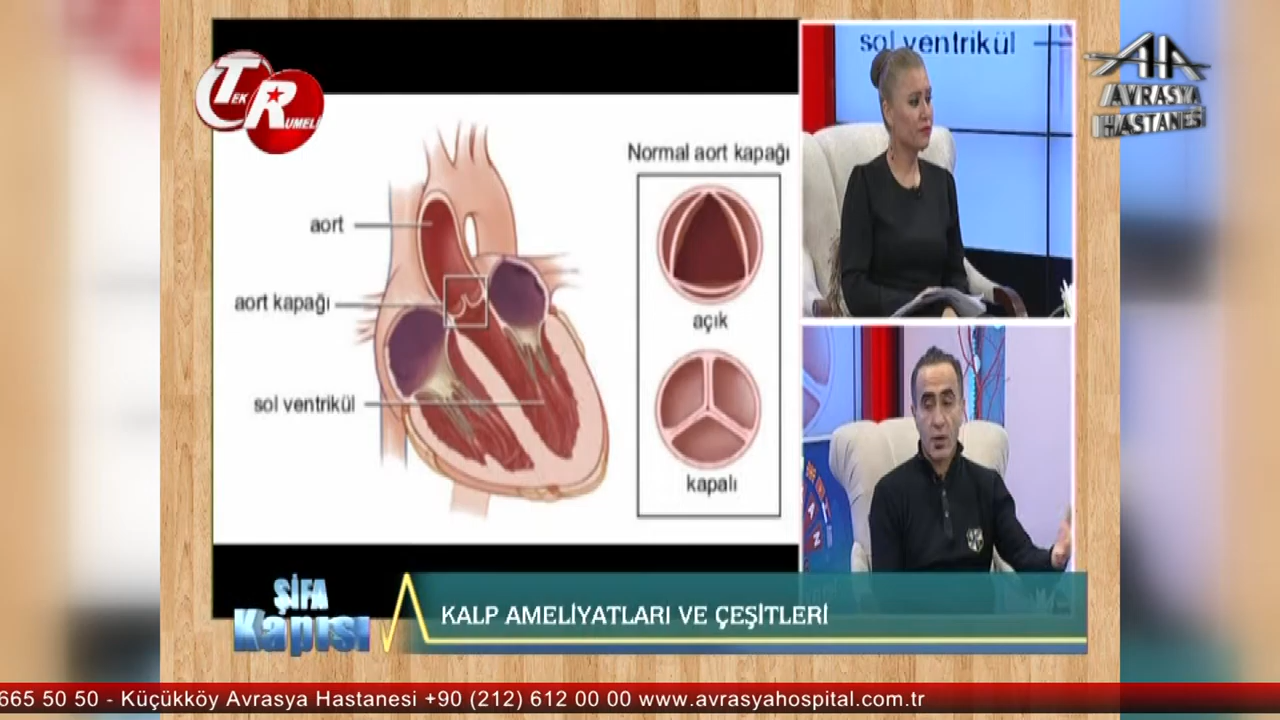 sol ventrikül
TEK
RUMELİ
AVRASYA
HASTANESİ
Normal aort kapağı
aort
aort kapağı
açık
sol ventrikül
kapalı
ŞİFA
Kapısı
KALP AMELİYATLARI VE ÇEŞİTLERİ
665 50 50 - Küçükköy Avrasya Hastanesi +90 (212) 612 00 00 www.avrasyahospital.com.tr